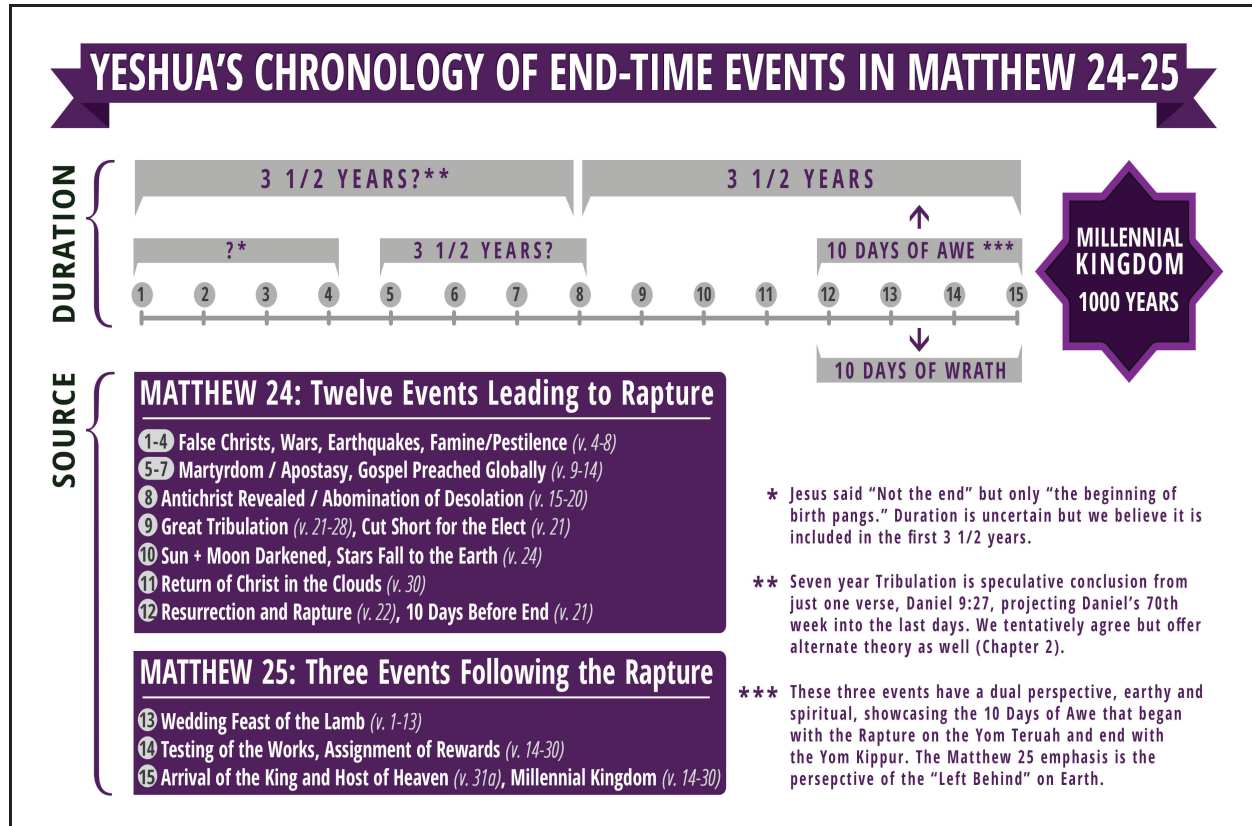 YESHUA'S CHRONOLOGY OF END-TIME EVENTS IN MATTHEW 24-25
DURATION
3 1/2 YEARS?**
3 1/2 YEARS
?*
3 1/2 YEARS?
10 DAYS OF AWE ***
1 2 3 4 5 6 7 8 9 10 11 12 13 14 15
10 DAYS OF WRATH
MILLENNIAL
KINGDOM
1000 YEARS
SOURCE
MATTHEW 24: Twelve Events Leading to Rapture
1-4 False Christs, Wars, Earthquakes, Famine/Pestilence (v. 4-8)
5-7 Martyrdom / Apostasy, Gospel Preached Globally (v. 9-14)
8 Antichrist Revealed / Abomination of Desolation (v. 15-20)
9 Great Tribulation (v. 21-28), Cut Short for the Elect (v. 21)
10 Sun + Moon Darkened, Stars Fall to the Earth (v. 24)
11 Return of Christ in the Clouds (v. 30)
12 Resurrection and Rapture (v. 22), 10 Days Before End (v. 21)
MATTHEW 25: Three Events Following the Rapture
13 Wedding Feast of the Lamb (v. 1-13)
14 Testing of the Works, Assignment of Rewards (v. 14-30)
15 Arrival of the King and Host of Heaven (v. 31a), Millennial Kingdom (v. 14-30)
* Jesus said “Not the end” but only “the beginning of
birth pangs.” Duration is uncertain but we believe it is
included in the first 3 1/2 years.
** Seven year Tribulation is speculative conclusion from
just one verse, Daniel 9:27, projecting Daniel's 70th
week into the last days. We tentatively agree but offer
alternate theory as well (Chapter 2).
*** These three events have a dual perspective, earthy and
spiritual, showcasing the 10 Days of Awe that began
with the Rapture on the Yom Teruah and end with
the Yom Kippur. The Matthew 25 emphasis is the
persepctive of the “Left Behind” on Earth.